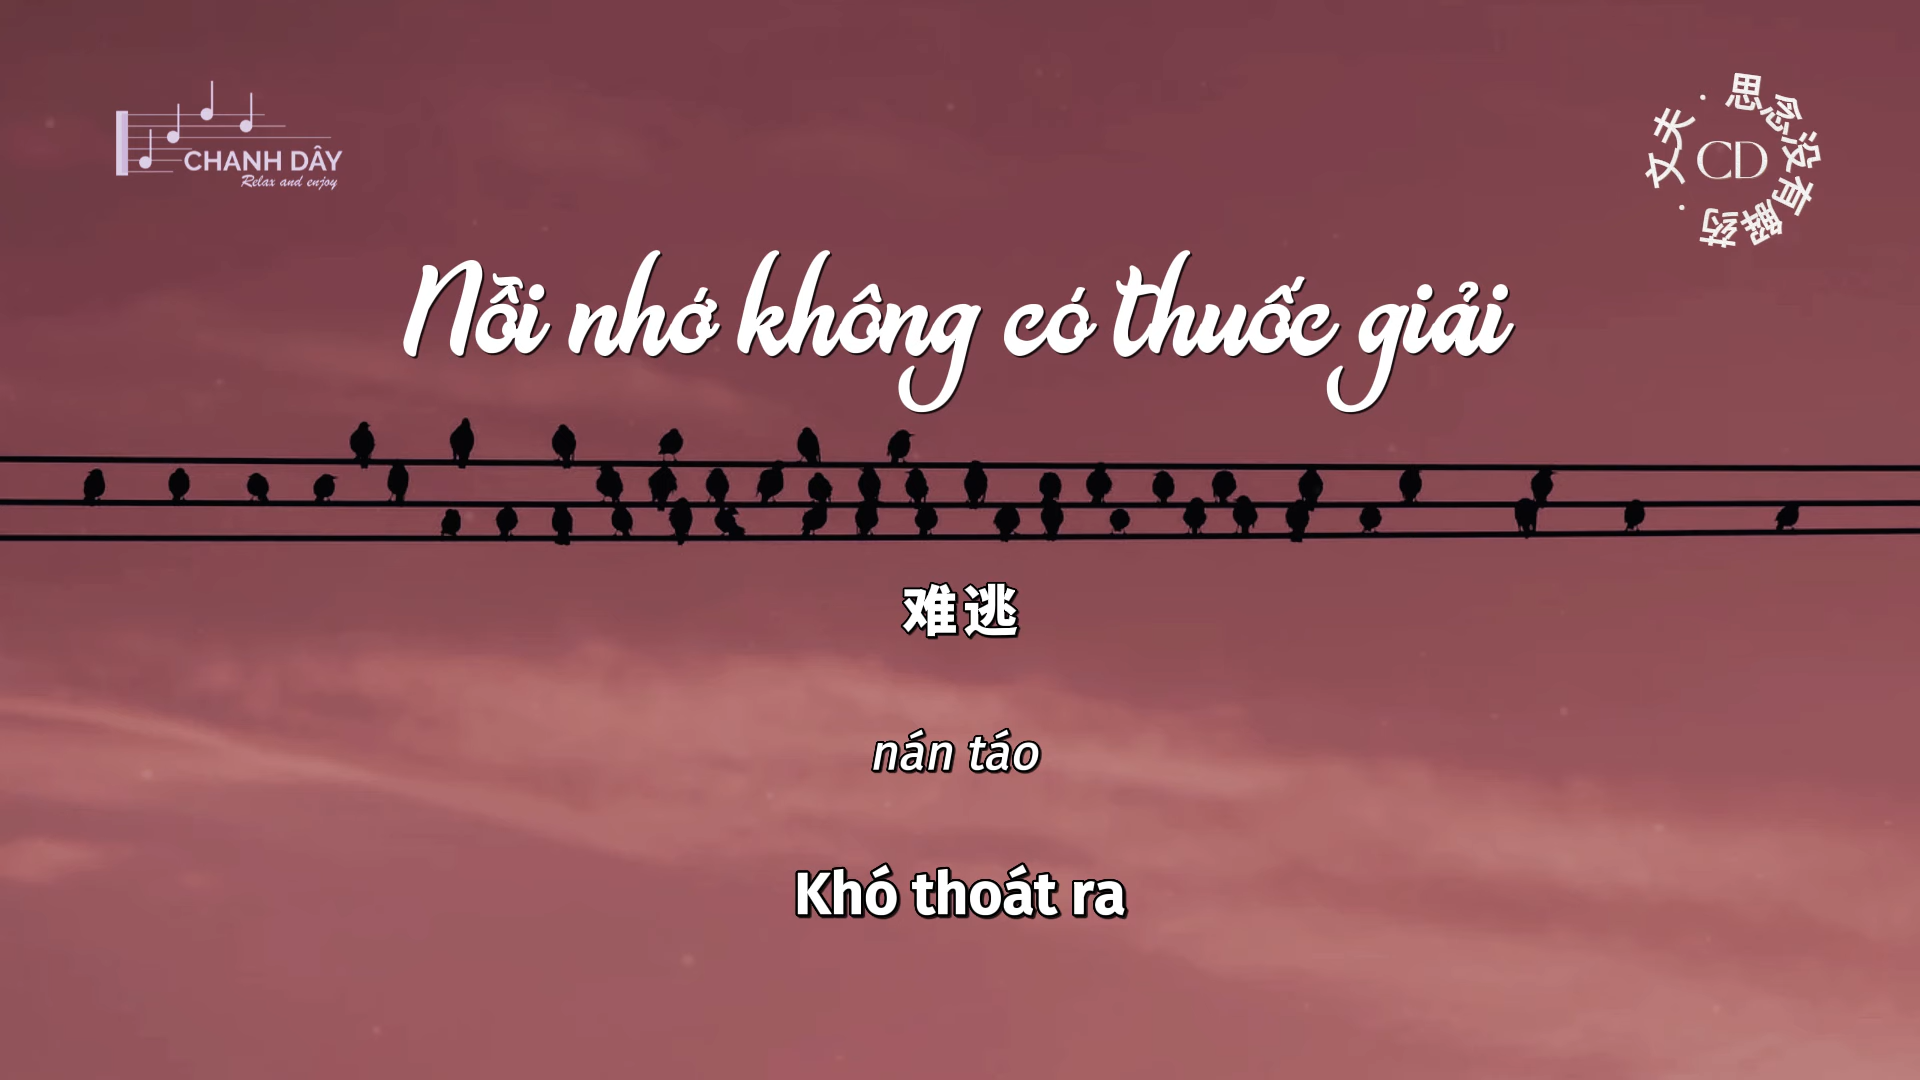 CHANH DÂY
Relax and enjoy
文夫 · 思念没有解药 ·
CD
Nỗi nhớ không có thuốc giải
难逃
nán táo
Khó thoát ra